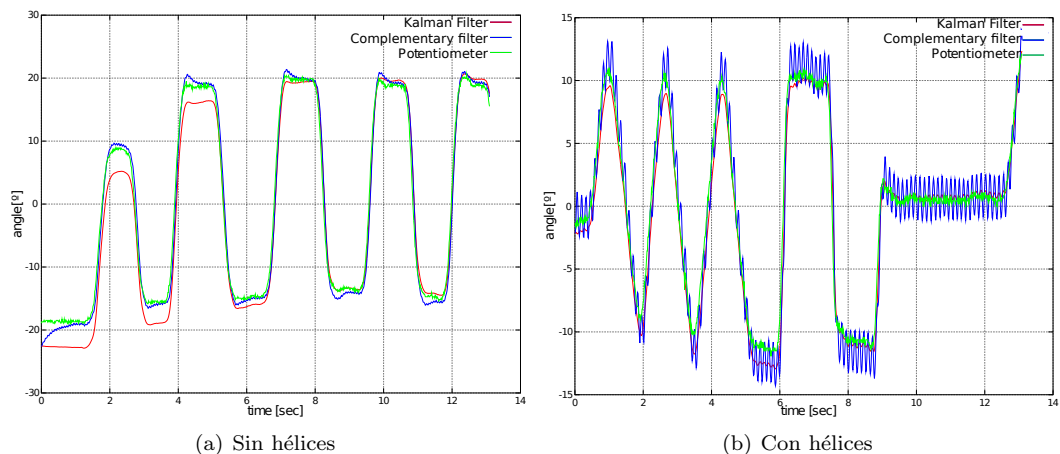 30
20
10
0
-10
-20
-30
angle[º]
0
2
4
6
8
10
12
14
time [sec]
Kalman Filter
Complementary filter
Potentiometer
(a) Sin hélices
15
10
5
0
-5
-10
-15
angle[º]
0
2
4
6
8
10
12
14
time [sec]
Kalman Filter
Complementary filter
Potentiometer
(b) Con hélices